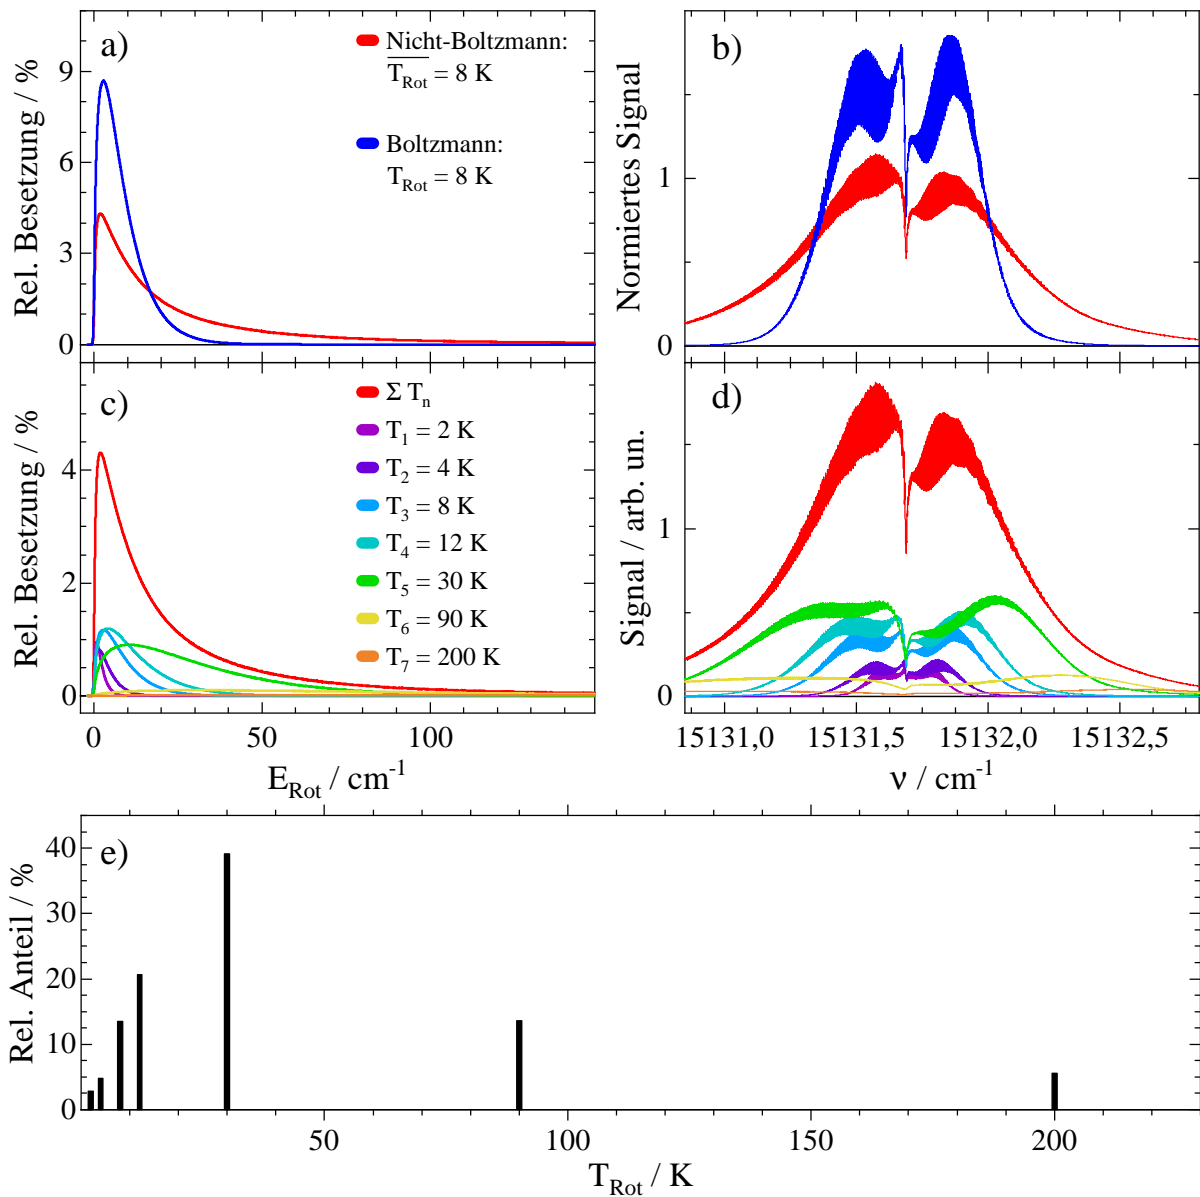 a)
Nicht-Boltzmann:
T_Rot = 8 K
Boltzmann:
T_Rot = 8 K
Rel. Besetzung / %
9
6
3
0
b)
Normiertes Signal
1
0
c)
Σ T_n
T_1 = 2 K
T_2 = 4 K
T_3 = 8 K
T_4 = 12 K
T_5 = 30 K
T_6 = 90 K
T_7 = 200 K
Rel. Besetzung / %
4
2
0
0 50 100
E_Rot / cm^-1
d)
Signal / arb. un.
1
0
15131,0 15131,5 15132,0 15132,5
ν / cm^-1
e)
Rel. Anteil / %
40
30
20
10
0
50 100 150 200
T_Rot / K